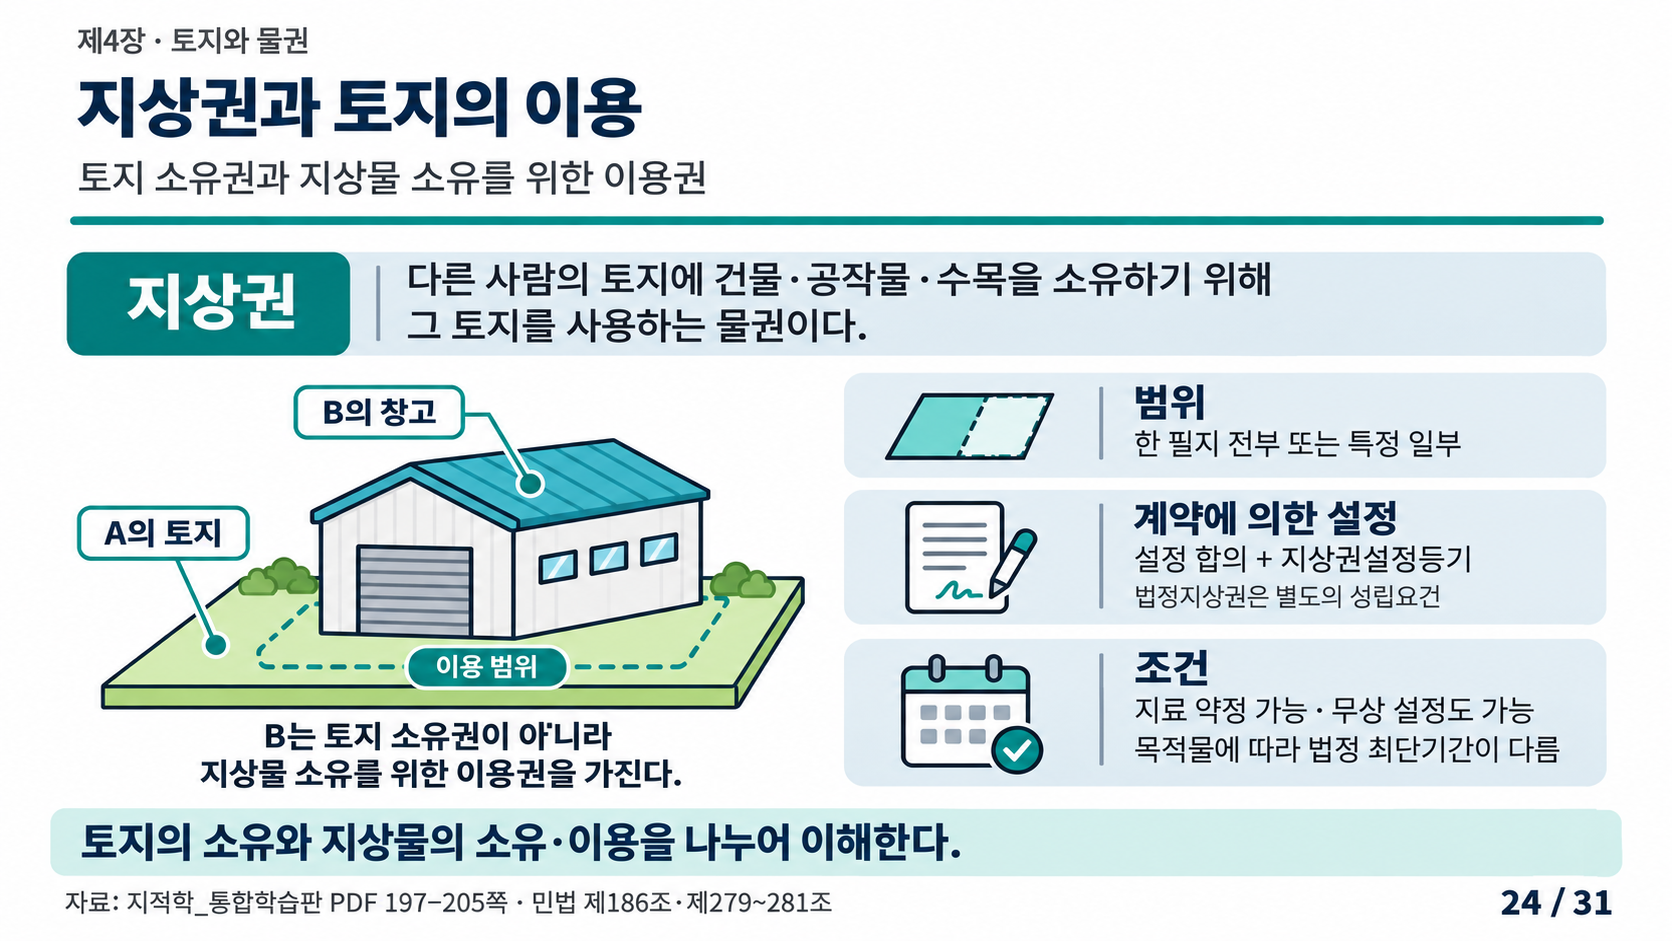 제4장 · 토지와 물권
지상권과 토지의 이용
토지 소유권과 지상물 소유를 위한 이용권
지상권
다른 사람의 토지에 건물·공작물·수목을 소유하기 위해
그 토지를 사용하는 물권이다.
B의 창고
A의 토지
이용 범위
B는 토지 소유권이 아니라
지상물 소유를 위한 이용권을 가진다.
범위
한 필지 전부 또는 특정 일부
계약에 의한 설정
설정 합의 + 지상권설정등기
법정지상권은 별도의 성립요건
조건
지료 약정 가능 · 무상 설정도 가능
목적물에 따라 법정 최단기간이 다름
토지의 소유와 지상물의 소유·이용을 나누어 이해한다.
자료: 지적학_통합학습판 PDF 197–205쪽 · 민법 제186조·제279~281조
24 / 31